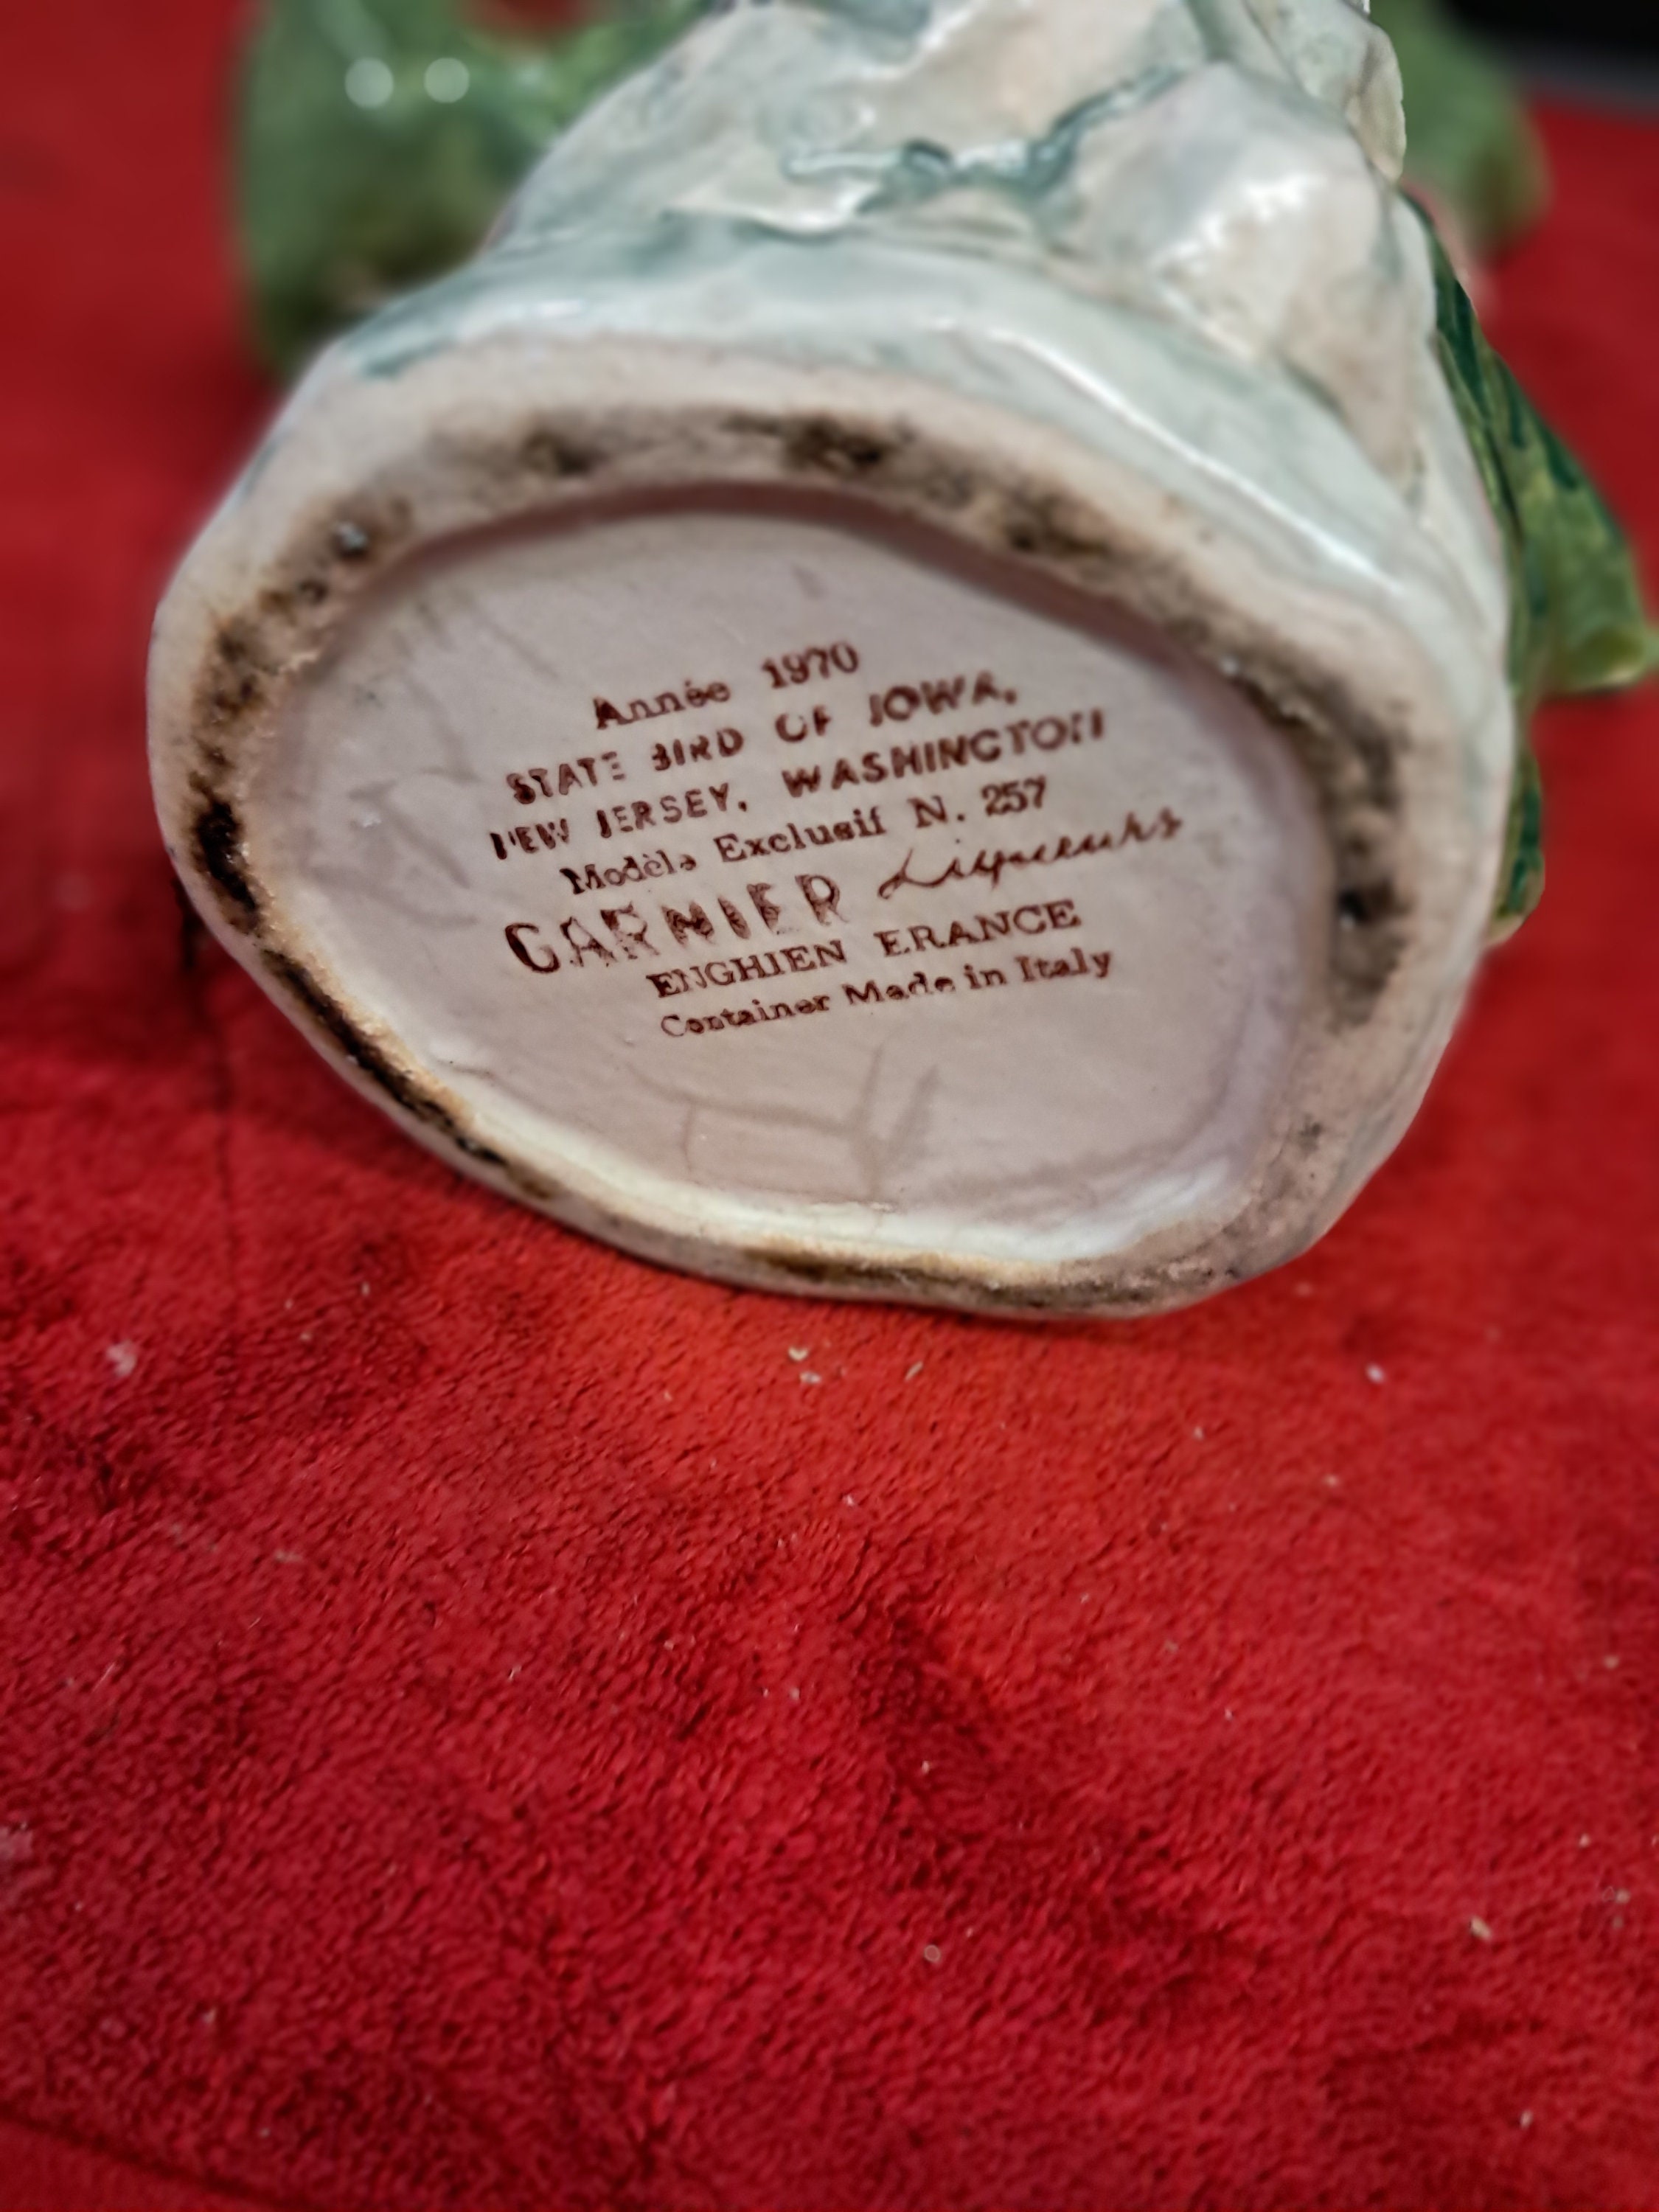 Année 1970
STATE BIRD OF IOWA,
NEW JERSEY, WASHINGTON
Modèle Exclusif N. 257
GARNIER Liqueurs
ENGHIEN FRANCE
Container Made in Italy